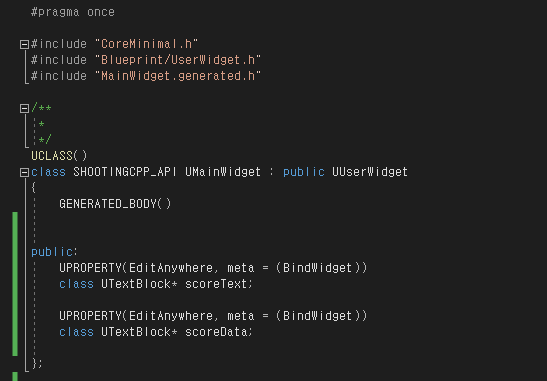 #pragma once
#include "CoreMinimal.h"
#include "Blueprint/UserWidget.h"
#include "MainWidget.generated.h"
/**
*
*/
UCLASS()
class SHOOTINGCPP_API UMainWidget : public UUserWidget
{
GENERATED_BODY()
public:
UPROPERTY(EditAnywhere, meta = (BindWidget))
class UTextBlock* scoreText;
UPROPERTY(EditAnywhere, meta = (BindWidget))
class UTextBlock* scoreData;
};